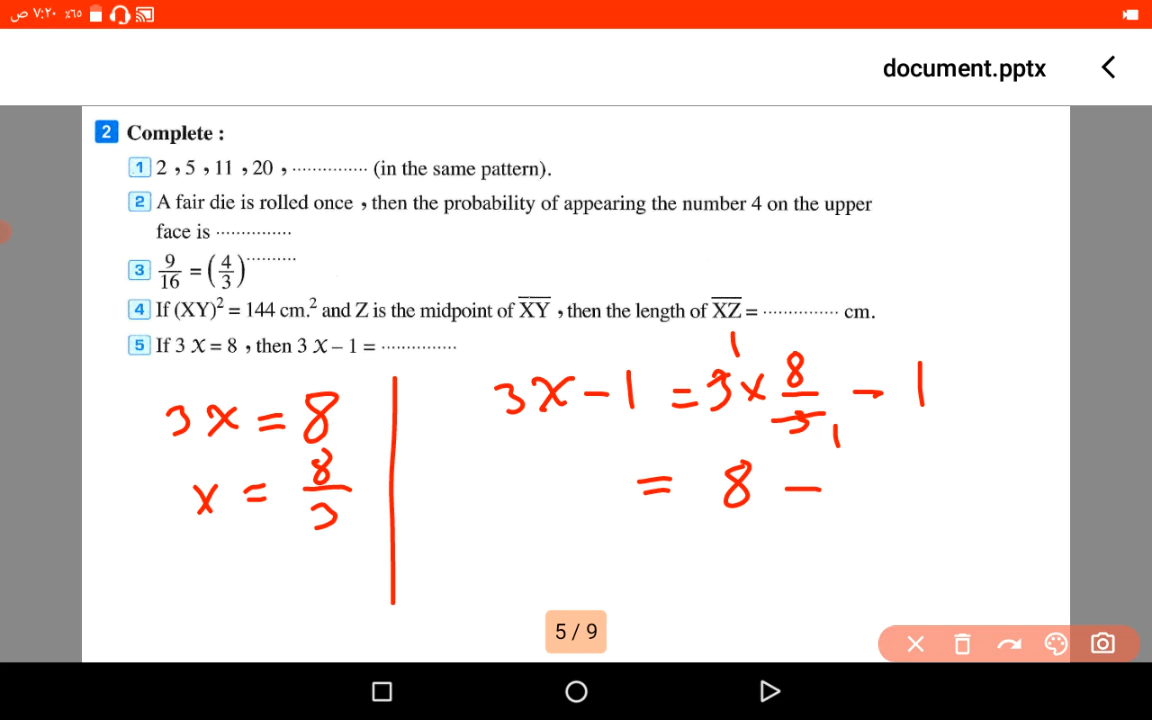 ٪٦٥ ٧:٢٠ ص
document.pptx
2 Complete :
1 2 , 5 , 11 , 20 , ·············· (in the same pattern).
2 A fair die is rolled once , then the probability of appearing the number 4 on the upper
face is ··············
3 9/16 = (4/3)^··········
4 If (XY)² = 144 cm.² and Z is the midpoint of X̅Y̅ , then the length of X̅Z̅ = ·············· cm.
5 If 3 X = 8 , then 3 X – 1 = ··············
3x = 8
x = 8/3
1
3x – 1 = 3 × 8/3 – 1
1
= 8 –
5 / 9